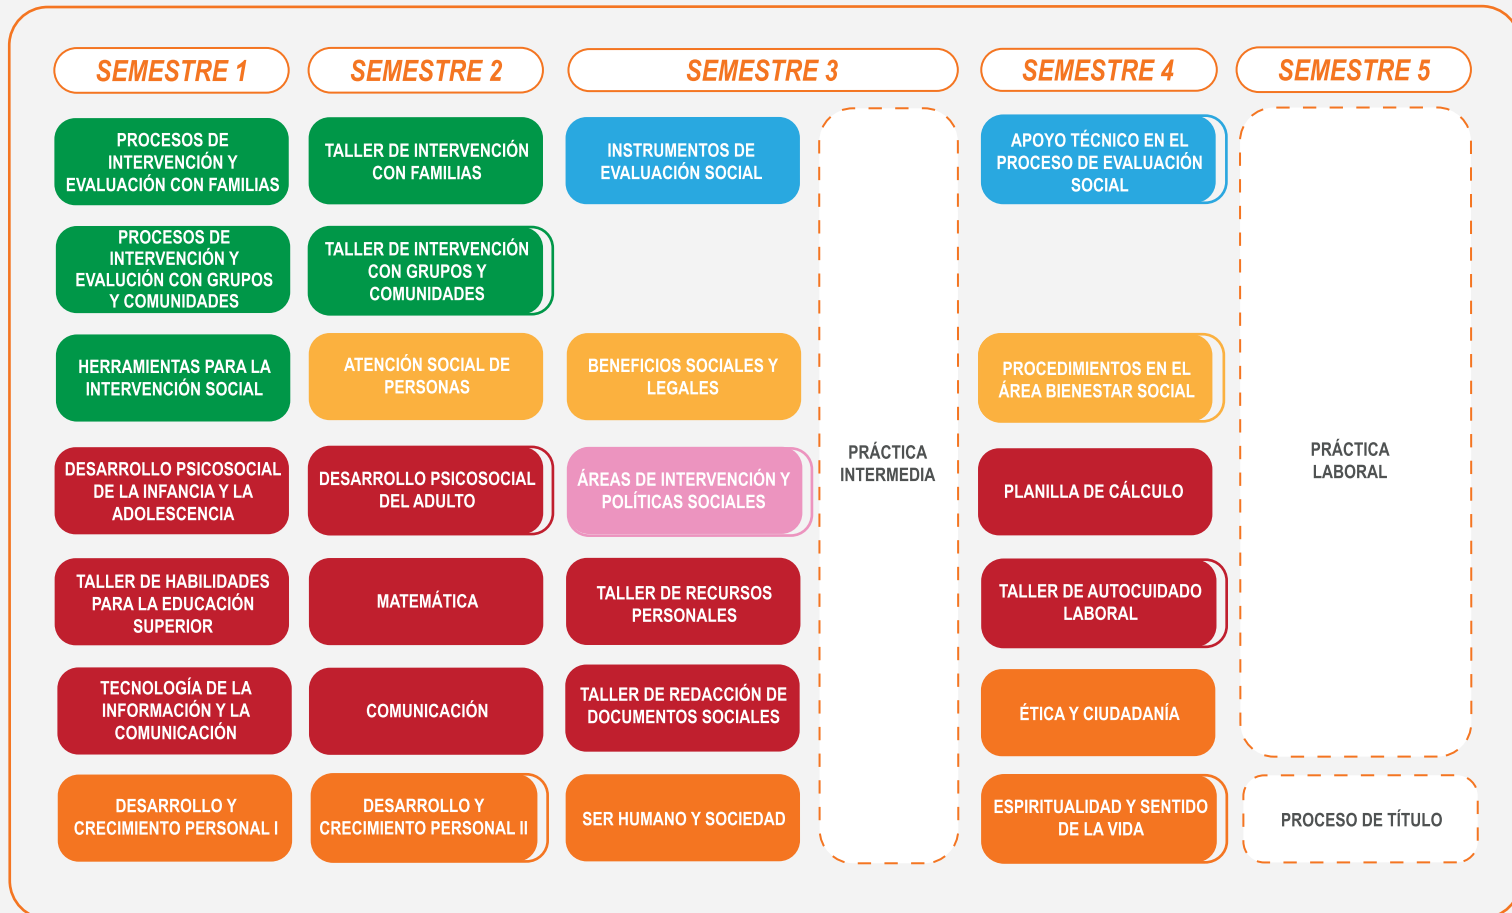 SEMESTRE 1
SEMESTRE 2
SEMESTRE 3
SEMESTRE 4
SEMESTRE 5
PROCESOS DE
INTERVENCIÓN Y
EVALUACIÓN CON FAMILIAS
TALLER DE INTERVENCIÓN
CON FAMILIAS
INSTRUMENTOS DE
EVALUACIÓN SOCIAL
APOYO TÉCNICO EN EL
PROCESO DE EVALUACIÓN
SOCIAL
PROCESOS DE
INTERVENCIÓN Y
EVALUCIÓN CON GRUPOS
Y COMUNIDADES
TALLER DE INTERVENCIÓN
CON GRUPOS Y
COMUNIDADES
HERRAMIENTAS PARA LA
INTERVENCIÓN SOCIAL
ATENCIÓN SOCIAL DE
PERSONAS
BENEFICIOS SOCIALES Y
LEGALES
PROCEDIMIENTOS EN EL
ÁREA BIENESTAR SOCIAL
DESARROLLO PSICOSOCIAL
DE LA INFANCIA Y LA
ADOLESCENCIA
DESARROLLO PSICOSOCIAL
DEL ADULTO
ÁREAS DE INTERVENCIÓN Y
POLÍTICAS SOCIALES
PRÁCTICA
INTERMEDIA
PLANILLA DE CÁLCULO
PRÁCTICA
LABORAL
TALLER DE HABILIDADES
PARA LA EDUCACIÓN
SUPERIOR
MATEMÁTICA
TALLER DE RECURSOS
PERSONALES
TALLER DE AUTOCUIDADO
LABORAL
TECNOLOGÍA DE LA
INFORMACIÓN Y LA
COMUNICACIÓN
COMUNICACIÓN
TALLER DE REDACCIÓN DE
DOCUMENTOS SOCIALES
ÉTICA Y CIUDADANÍA
DESARROLLO Y
CRECIMIENTO PERSONAL I
DESARROLLO Y
CRECIMIENTO PERSONAL II
SER HUMANO Y SOCIEDAD
ESPIRITUALIDAD Y SENTIDO
DE LA VIDA
PROCESO DE TÍTULO